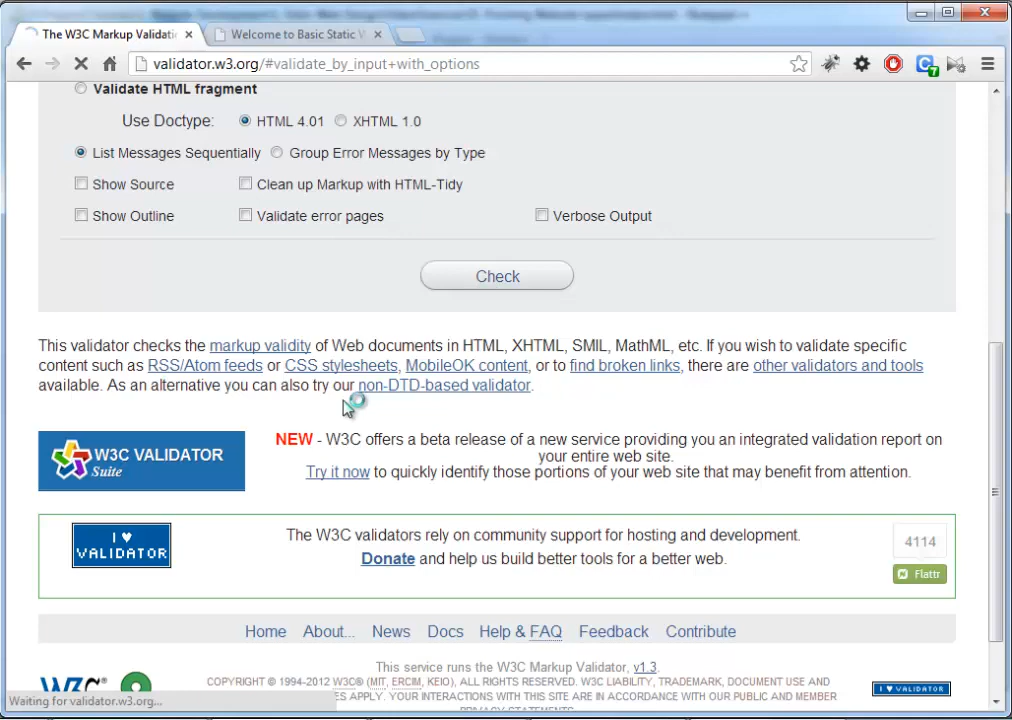 The W3C Markup Validati
Welcome to Basic Static W
validator.w3.org/#validate_by_input+with_options
7
Validate HTML fragment
Use Doctype: HTML 4.01 XHTML 1.0
List Messages Sequentially Group Error Messages by Type
Show Source Clean up Markup with HTML-Tidy
Show Outline Validate error pages Verbose Output
Check
This validator checks the markup validity of Web documents in HTML, XHTML, SMIL, MathML, etc. If you wish to validate specific
content such as RSS/Atom feeds or CSS stylesheets, MobileOK content, or to find broken links, there are other validators and tools
available. As an alternative you can also try our non-DTD-based validator.
W3C VALIDATOR
Suite
NEW - W3C offers a beta release of a new service providing you an integrated validation report on
your entire web site.
Try it now to quickly identify those portions of your web site that may benefit from attention.
I ♥
VALIDATOR
The W3C validators rely on community support for hosting and development.
Donate and help us build better tools for a better web.
4114
Flattr
Home About... News Docs Help & FAQ Feedback Contribute
This service runs the W3C Markup Validator, v1.3.
COPYRIGHT © 1994-2012 W3C® (MIT, ERCIM, KEIO), ALL RIGHTS RESERVED. W3C LIABILITY, TRADEMARK, DOCUMENT USE AND
ES APPLY. YOUR INTERACTIONS WITH THIS SITE ARE IN ACCORDANCE WITH OUR PUBLIC AND MEMBER
PRIVACY STATEMENTS.
W3C®
I ♥ VALIDATOR
Waiting for validator.w3.org...